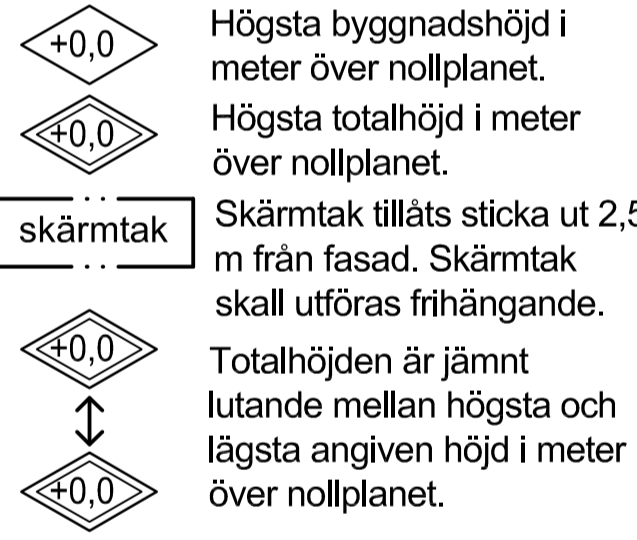 +0,0 Högsta byggnadshöjd i
meter över nollplanet.
+0,0 Högsta totalhöjd i meter
över nollplanet.
skärmtak Skärmtak tillåts sticka ut 2,5
m från fasad. Skärmtak
skall utföras frihängande.
+0,0 Totalhöjden är jämnt
lutande mellan högsta och
lägsta angiven höjd i meter
+0,0 över nollplanet.